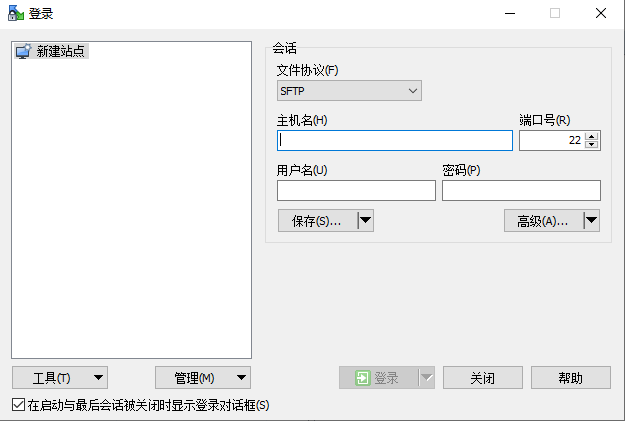 登录
新建站点
会话
文件协议(F)
SFTP
主机名(H)
端口号(R)
22
用户名(U)
密码(P)
保存(S)...
高级(A)...
工具(T)
管理(M)
登录
关闭
帮助
在启动与最后会话被关闭时显示登录对话框(S)